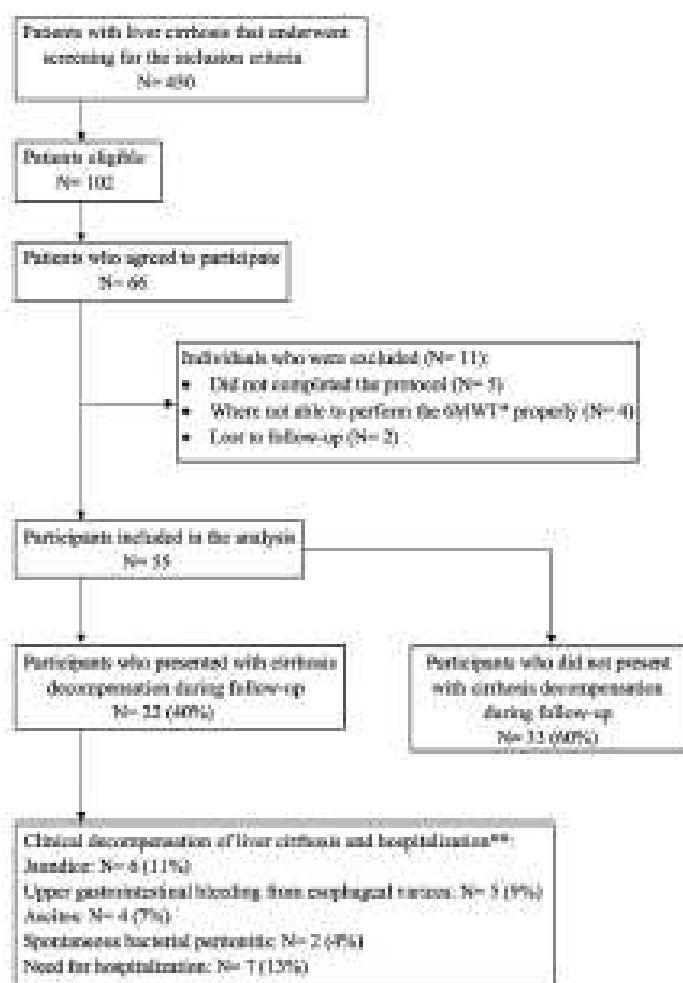 Patients with liver cirrhosis that underwent
screening for the inclusion criteria
N= 450
Patients eligible
N= 102
Patients who agreed to participate
N= 66
Individuals who were excluded (N= 11):
• Did not completed the protocol (N= 5)
• Where not able to perform the 6MWT* properly (N= 4)
• Lost to follow-up (N= 2)
Participants included in the analysis
N= 55
Participants who presented with cirrhosis
decompensation during follow-up
N= 22 (40%)
Participants who did not present
with cirrhosis decompensation
during follow-up
N= 33 (60%)
Clinical decompensation of liver cirrhosis and hospitalization**:
Jaundice: N= 6 (11%)
Upper gastrointestinal bleeding from esophageal varices: N= 5 (9%)
Ascites: N= 4 (7%)
Spontaneous bacterial peritonitis: N= 2 (4%)
Need for hospitalization: N= 7 (13%)